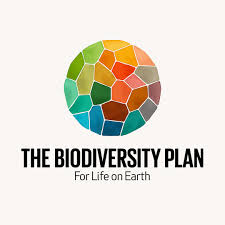 THE BIODIVERSITY PLAN
For Life on Earth